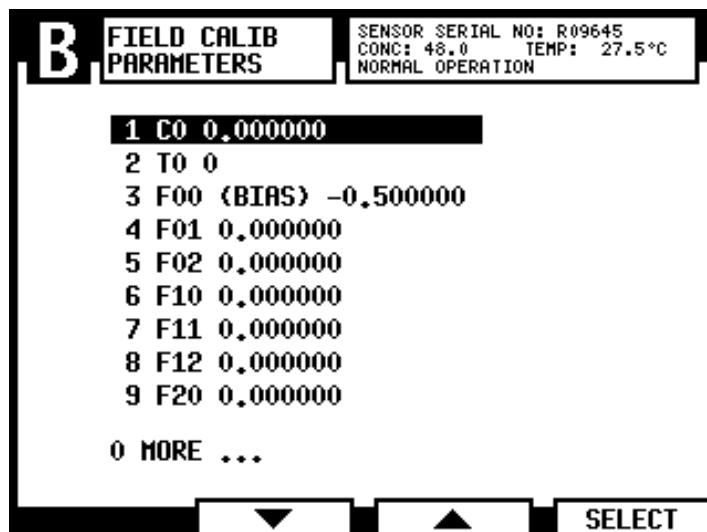 B
FIELD CALIB
PARAMETERS
SENSOR SERIAL NO: R09645
CONC: 48.0 TEMP: 27.5°C
NORMAL OPERATION
1 C0 0.000000
2 T0 0
3 F00 (BIAS) -0.500000
4 F01 0.000000
5 F02 0.000000
6 F10 0.000000
7 F11 0.000000
8 F12 0.000000
9 F20 0.000000
0 MORE ...
SELECT